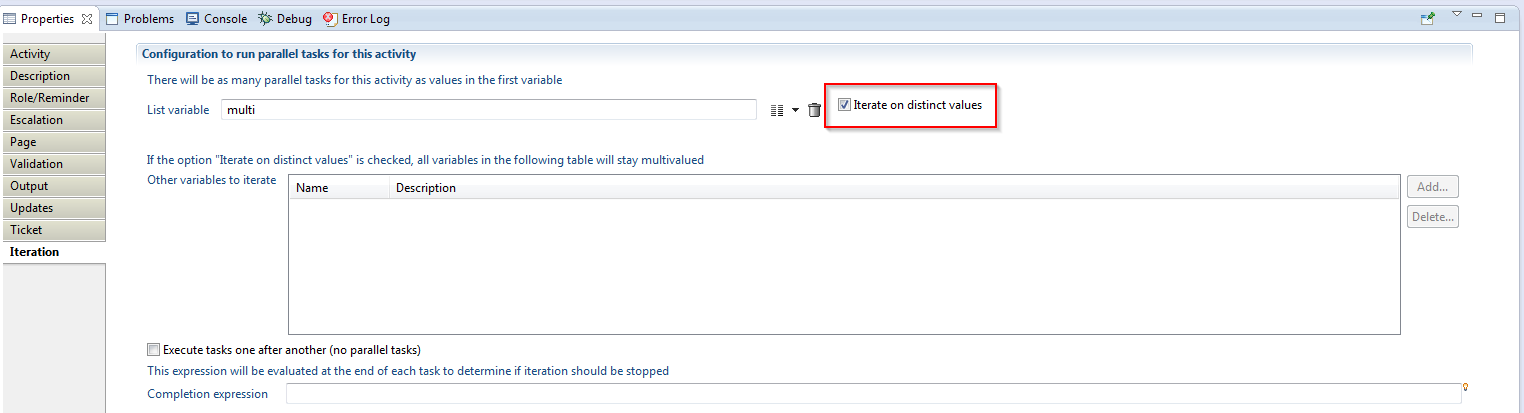 Properties Problems Console Debug Error Log
Activity
Description
Role/Reminder
Escalation
Page
Validation
Output
Updates
Ticket
Iteration
Configuration to run parallel tasks for this activity
There will be as many parallel tasks for this activity as values in the first variable
List variable multi Iterate on distinct values
If the option "Iterate on distinct values" is checked, all variables in the following table will stay multivalued
Other variables to iterate Name Description Add...
Delete...
Execute tasks one after another (no parallel tasks)
This expression will be evaluated at the end of each task to determine if iteration should be stopped
Completion expression